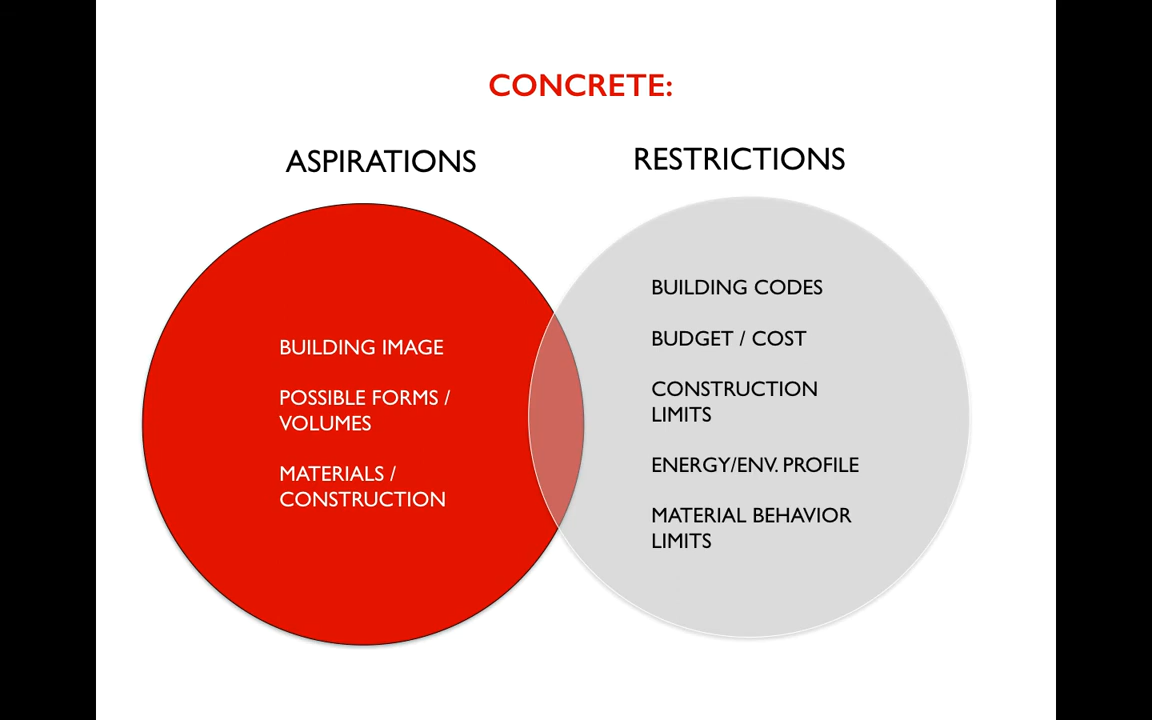 CONCRETE:
ASPIRATIONS
RESTRICTIONS
BUILDING IMAGE
POSSIBLE FORMS /
VOLUMES
MATERIALS /
CONSTRUCTION
BUILDING CODES
BUDGET / COST
CONSTRUCTION
LIMITS
ENERGY/ENV. PROFILE
MATERIAL BEHAVIOR
LIMITS